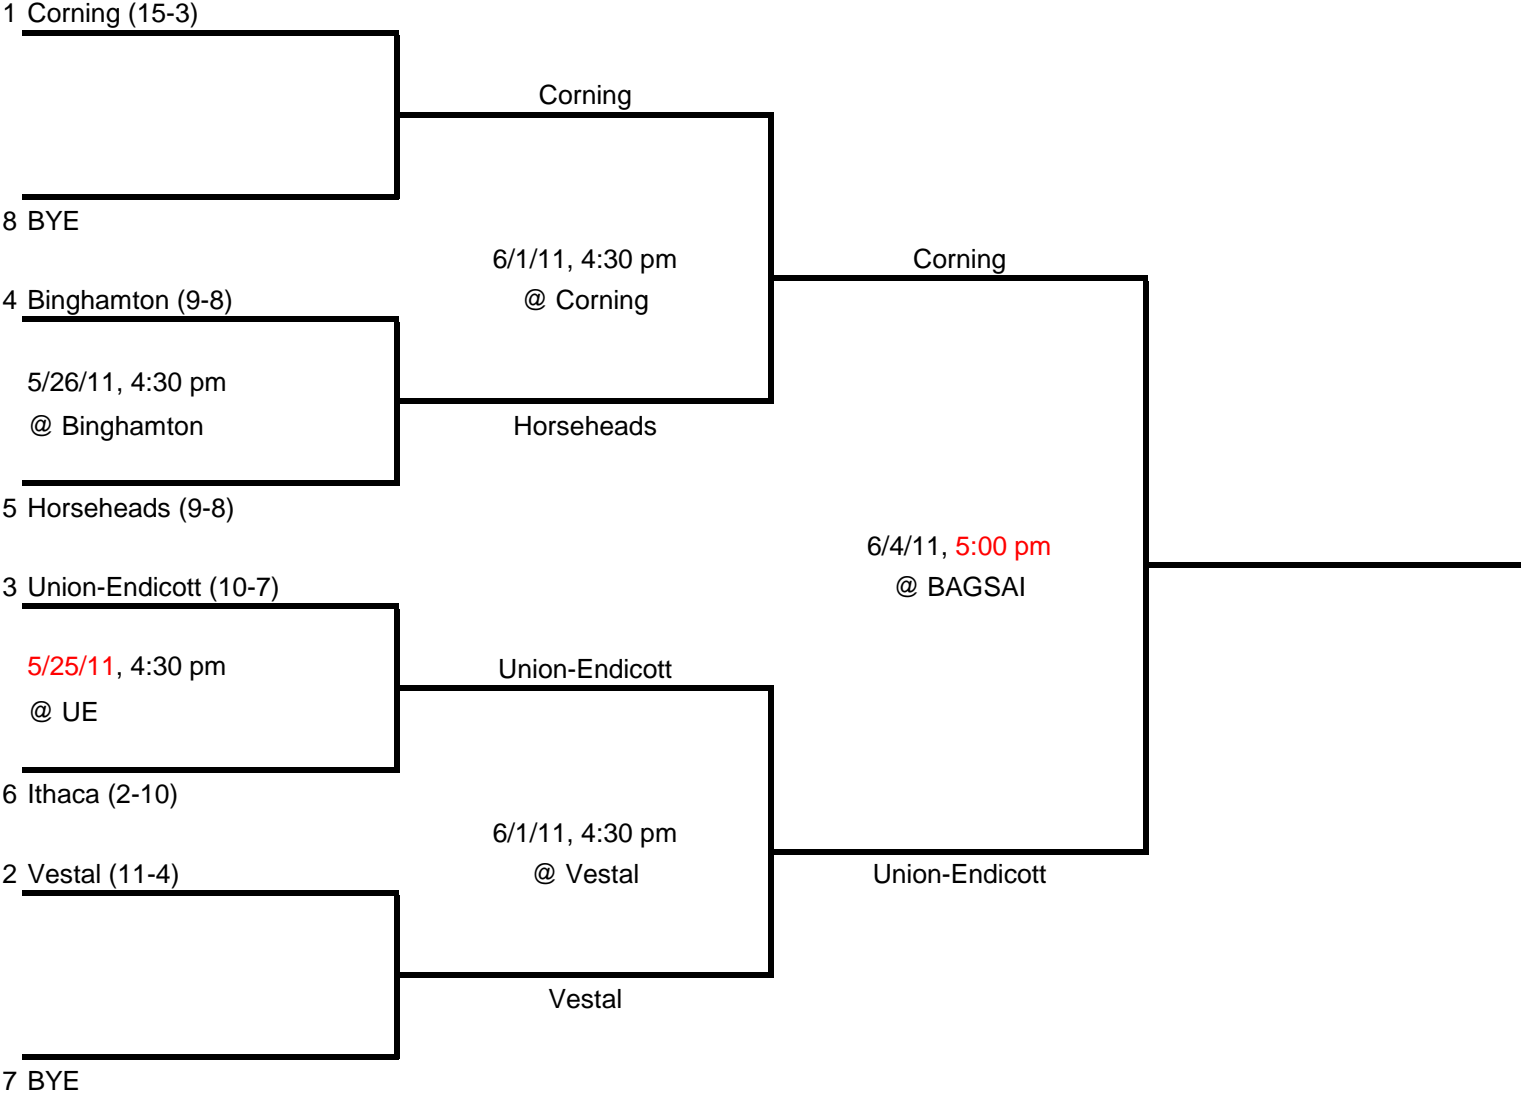 1 Corning (15-3)
Corning
8 BYE
6/1/11, 4:30 pm
@ Corning
Corning
4 Binghamton (9-8)
5/26/11, 4:30 pm
@ Binghamton
Horseheads
5 Horseheads (9-8)
6/4/11, 5:00 pm
@ BAGSAI
3 Union-Endicott (10-7)
5/25/11, 4:30 pm
@ UE
Union-Endicott
6 Ithaca (2-10)
6/1/11, 4:30 pm
@ Vestal
Union-Endicott
2 Vestal (11-4)
Vestal
7 BYE